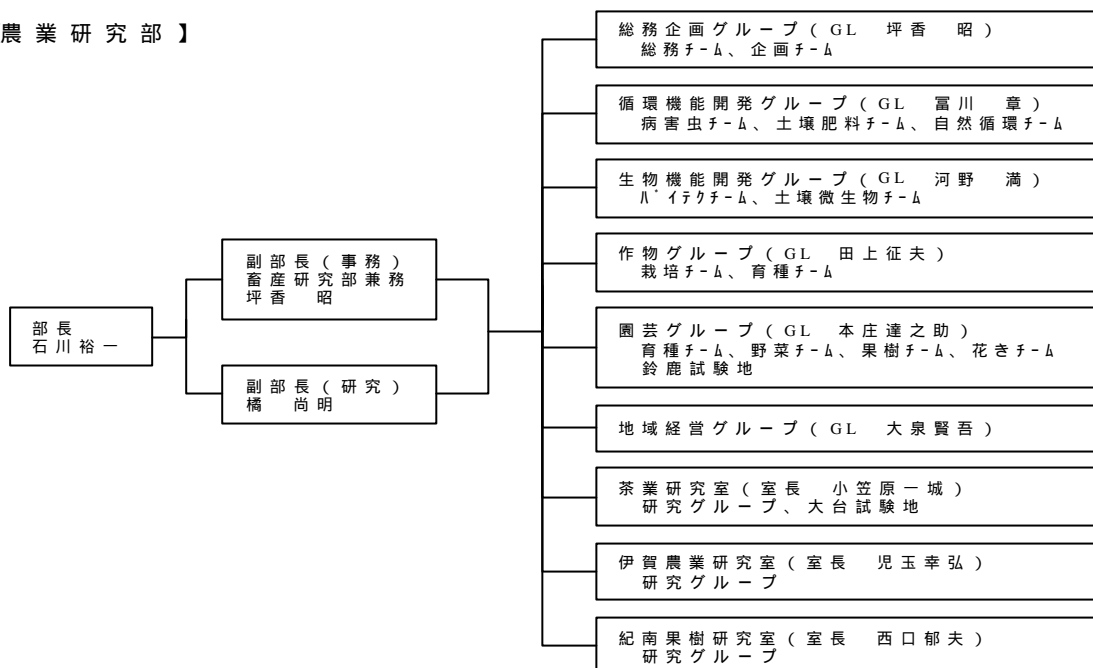 農業研究部】
総務企画グループ(GL 坪香 昭)
総務ﾁｰﾑ、企画ﾁｰﾑ
循環機能開発グループ(GL 冨川 章)
病害虫ﾁｰﾑ、土壌肥料ﾁｰﾑ、自然循環ﾁｰﾑ
生物機能開発グループ(GL 河野 満)
ﾊﾞｲﾃｸﾁｰﾑ、土壌微生物ﾁｰﾑ
作物グループ(GL 田上征夫)
栽培ﾁｰﾑ、育種ﾁｰﾑ
副部長(事務)
畜産研究部兼務
坪香 昭
部長
石川裕一
園芸グループ(GL 本庄達之助)
育種ﾁｰﾑ、野菜ﾁｰﾑ、果樹ﾁｰﾑ、花きﾁｰﾑ
鈴鹿試験地
副部長(研究)
橘 尚明
地域経営グループ(GL 大泉賢吾)
茶業研究室(室長 小笠原一城)
研究グループ、大台試験地
伊賀農業研究室(室長 児玉幸弘)
研究グループ
紀南果樹研究室(室長 西口郁夫)
研究グループ